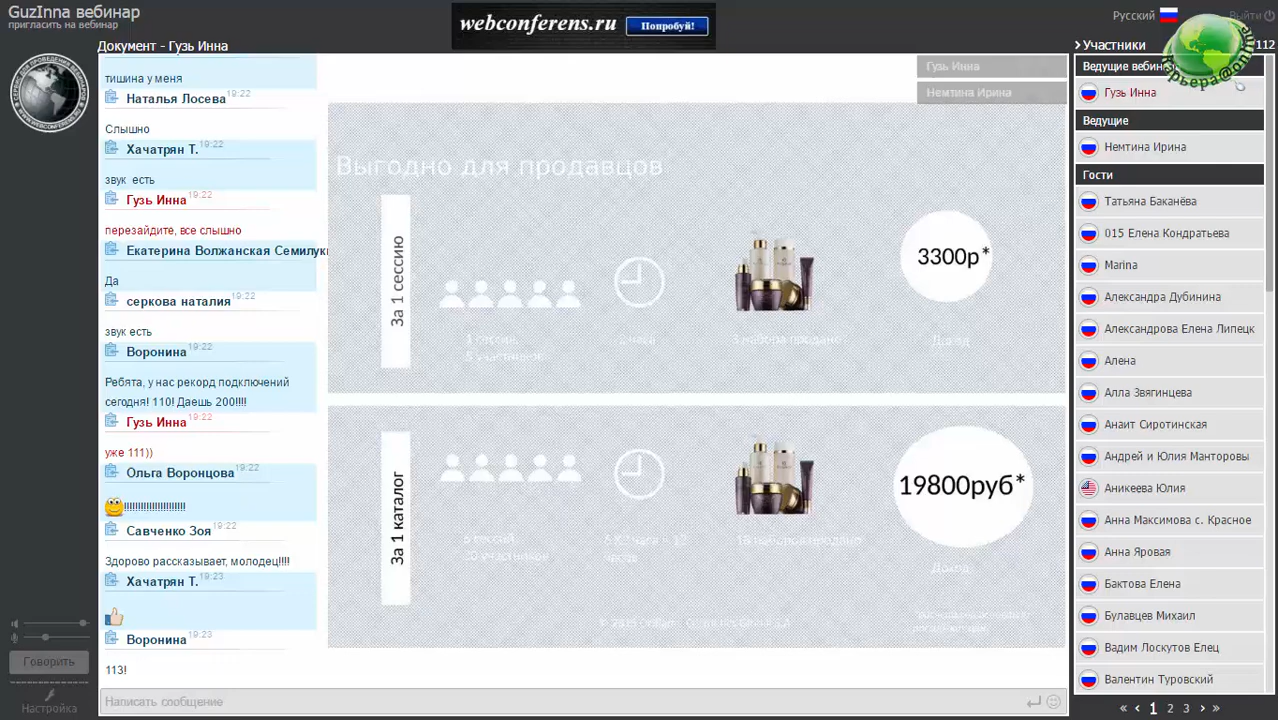 GuzInna вебинар
пригласить на вебинар
webconferens.ru
Попробуй!
Русский
Выйти
Документ - Гузь Инна
тишина у меня
Наталья Лосева 19:22
Слышно
Хачатрян Т. 19:22
звук есть
Гузь Инна 19:22
перезайдите, все слышно
Екатерина Волжанская Семилуки
Да
серкова наталия 19:22
звук есть
Воронина 19:22
Ребята, у нас рекорд подключений
сегодня! 110! Даешь 200!!!!
Гузь Инна 19:22
уже 111))
Ольга Воронцова 19:22
!!!!!!!!!!!!!!!!!!!!!!
Савченко Зоя 19:22
Здорово рассказывает, молодец!!!!
Хачатрян Т. 19:23
Воронина 19:23
113!
Написать сообщение
Говорить
Настройка
Гузь Инна
Немтина Ирина
Выгодно для продавцов
За 1 сессию
3300р*
Доход
За 1 каталог
19800руб*
Доход
Участники
112
Ведущие
Гузь Инна
Ведущие
Немтина Ирина
Гости
Татьяна Баканёва
015 Елена Кондратьева
Marina
Александра Дубинина
Александрова Елена Липецк
Алена
Алла Звягинцева
Анаит Сиротинская
Андрей и Юлия Манторовы
Аникеева Юлия
Анна Максимова с. Красное
Анна Яровая
Бактова Елена
Булавцев Михаил
Вадим Лоскутов Елец
Валентин Туровский
« ‹ 1 2 3 › »